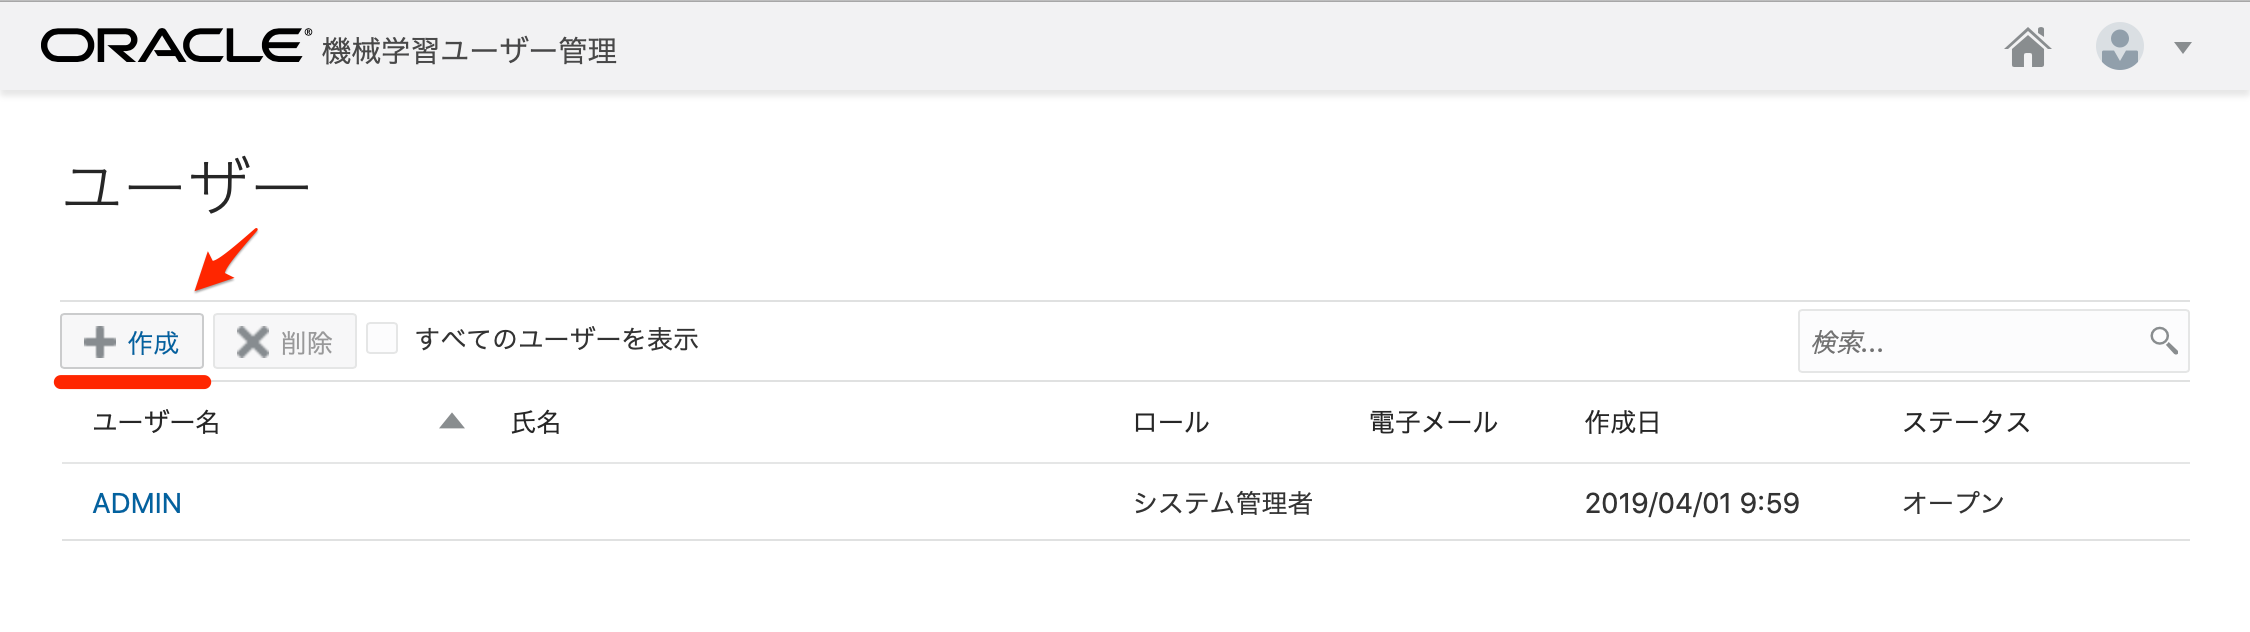 ORACLE® 機械学習ユーザー管理
ユーザー
作成 削除 すべてのユーザーを表示 検索...
ユーザー名 氏名 ロール 電子メール 作成日 ステータス
ADMIN システム管理者 2019/04/01 9:59 オープン